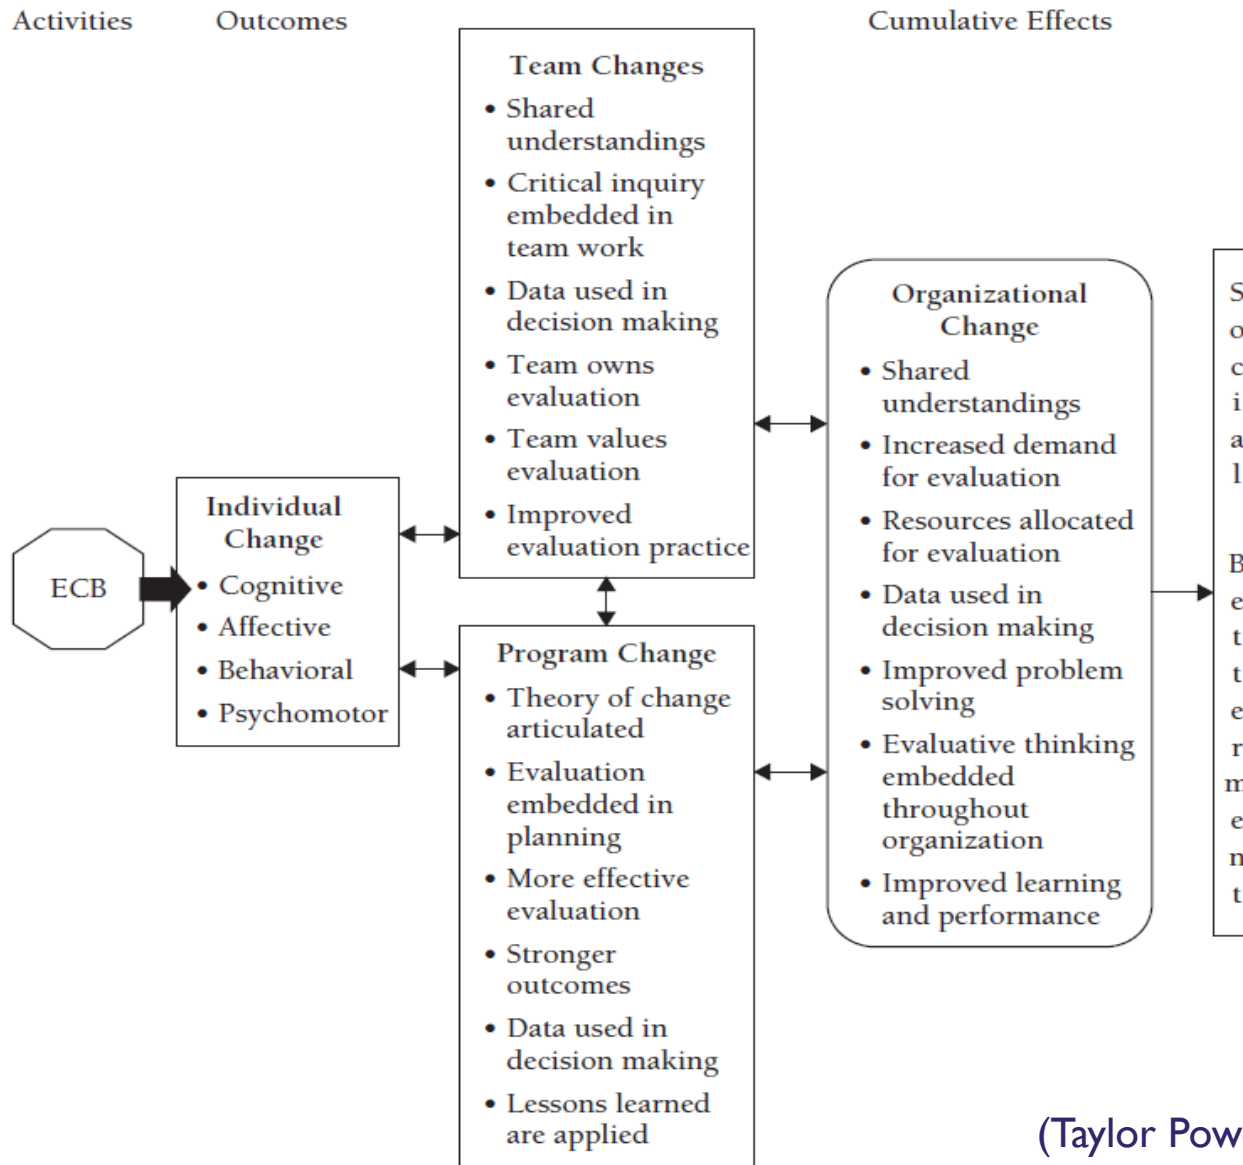 Activities
Outcomes
Cumulative Effects
ECB
Individual
Change
• Cognitive
• Affective
• Behavioral
• Psychomotor
Team Changes
• Shared
understandings
• Critical inquiry
embedded in
team work
• Data used in
decision making
• Team owns
evaluation
• Team values
evaluation
• Improved
evaluation practice
Program Change
• Theory of change
articulated
• Evaluation
embedded in
planning
• More effective
evaluation
• Stronger
outcomes
• Data used in
decision making
• Lessons learned
are applied
Organizational
Change
• Shared
understandings
• Increased demand
for evaluation
• Resources allocated
for evaluation
• Data used in
decision making
• Improved problem
solving
• Evaluative thinking
embedded
throughout
organization
• Improved learning
and performance
(Taylor Pow